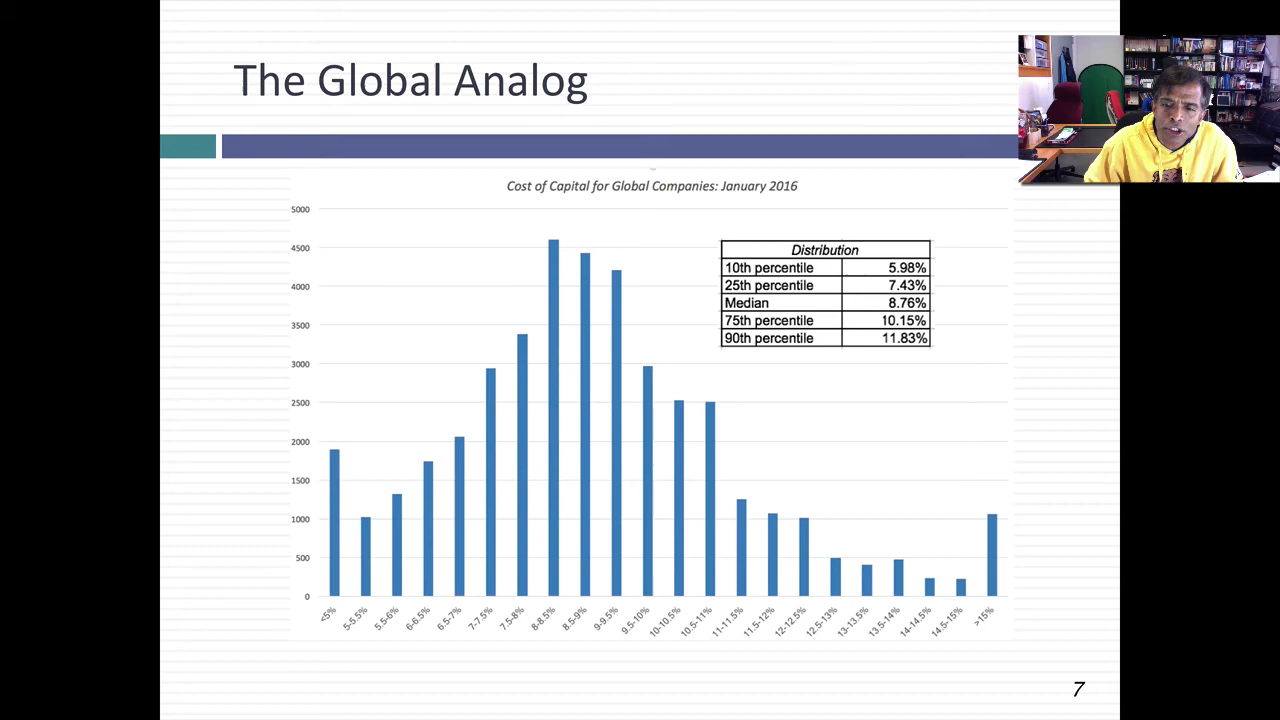 The Global Analog
Cost of Capital for Global Companies: January 2016
5000
4500
4000
3500
3000
2500
2000
1500
1000
500
0
Distribution
10th percentile 5.98%
25th percentile 7.43%
Median 8.76%
75th percentile 10.15%
90th percentile 11.83%
<5% 5-5.5% 5.5-6% 6-6.5% 6.5-7% 7-7.5% 7.5-8% 8-8.5% 8.5-9% 9-9.5% 9.5-10% 10-10.5% 10.5-11% 11-11.5% 11.5-12% 12-12.5% 12.5-13% 13-13.5% 13.5-14% 14-14.5% 14.5-15% >15%
7